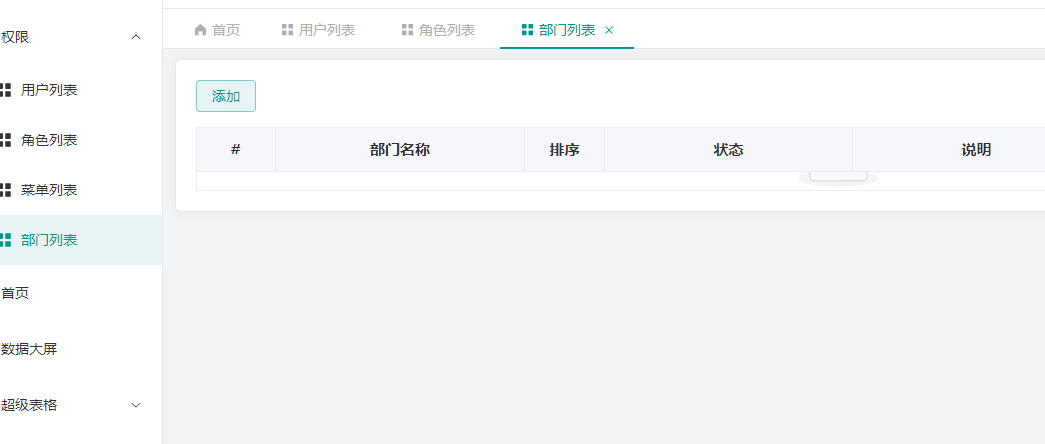 权限
用户列表
角色列表
菜单列表
部门列表
首页
数据大屏
超级表格
首页 用户列表 角色列表 部门列表
添加
# 部门名称 排序 状态 说明